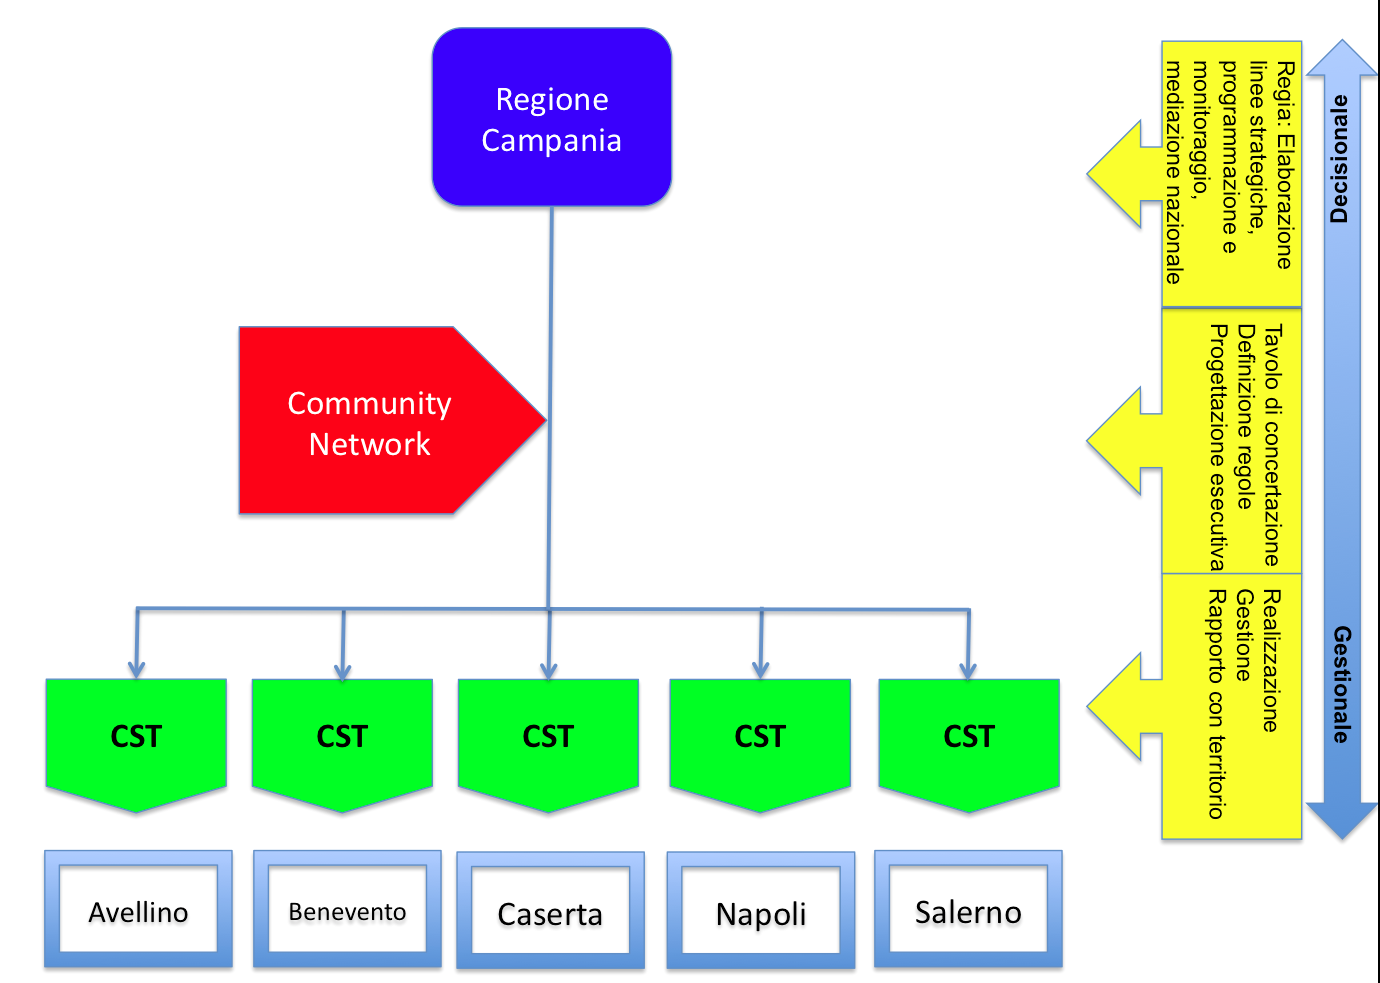 Regione
Campania
Community
Network
CST
CST
CST
CST
CST
Avellino
Benevento
Caserta
Napoli
Salerno
Regia: Elaborazione
linee strategiche,
programmazione e
monitoraggio,
mediazione nazionale
Tavolo di concertazione
Definizione regole
Progettazione esecutiva
Realizzazione
Gestione
Rapporto con territorio
Decisionale
Gestionale